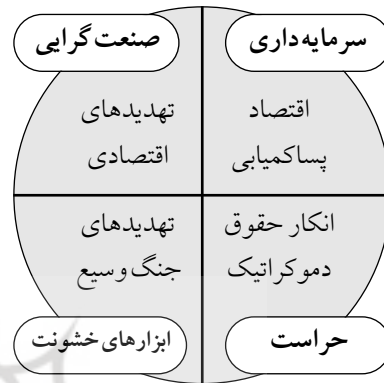 سرمایه‌داری
صنعت‌گرایی
اقتصاد
پساکمیابی
تهدیدهای
اقتصادی
انکار حقوق
دموکراتیک
تهدیدهای
جنگ وسیع
حراست
ابزارهای خشونت